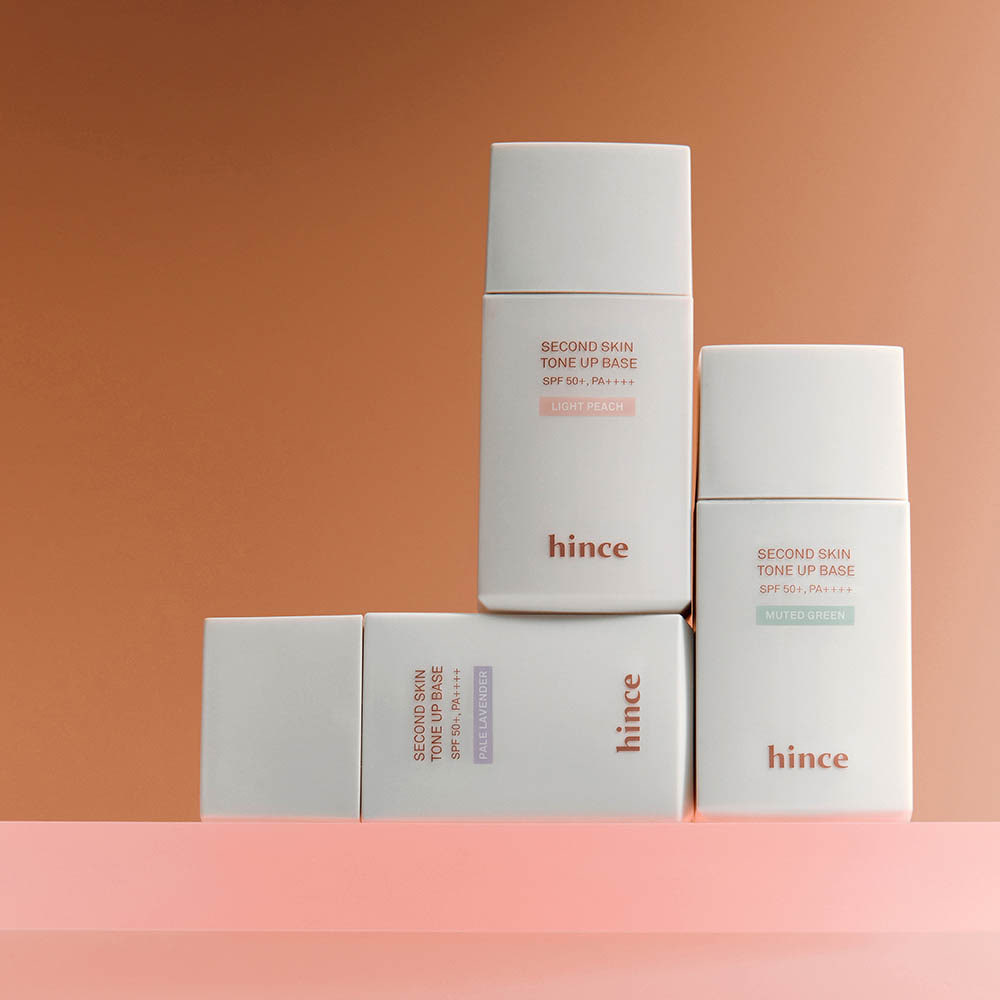 SECOND SKIN
TONE UP BASE
SPF 50+, PA++++
LIGHT PEACH
hince
SECOND SKIN
TONE UP BASE
SPF 50+, PA++++
MUTED GREEN
hince
SECOND SKIN
TONE UP BASE
SPF 50+, PA++++
PALE LAVENDER
hince